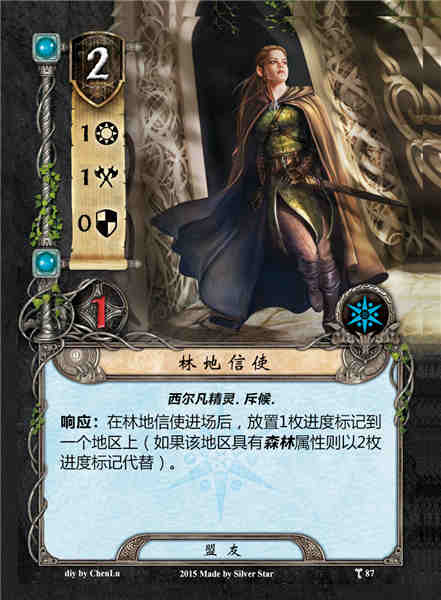 2
1
1
0
1
林地信使
西尔凡精灵. 斥候.
响应：在林地信使进场后，放置1枚进度标记到
一个地区上（如果该地区具有森林属性则以2枚
进度标记代替）。
盟友
diy by ChenLu 2015 Made by Silver Star 87